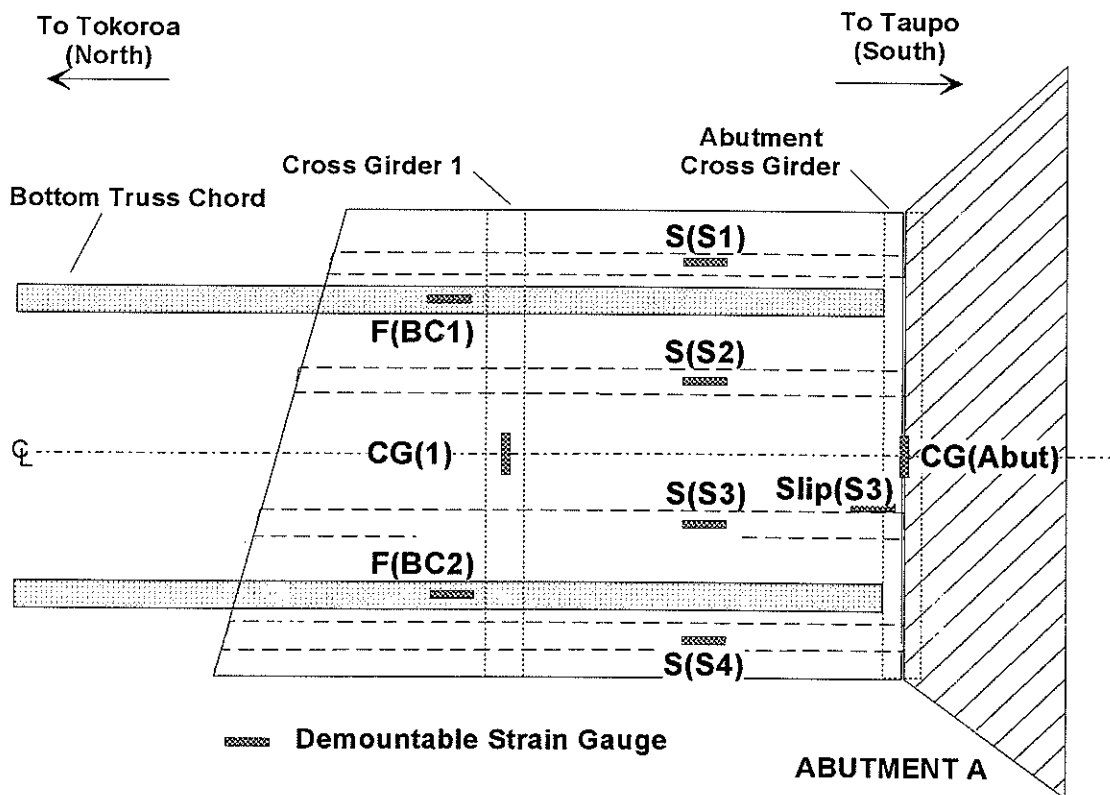 To Tokoroa
(North)
To Taupo
(South)
Abutment
Cross Girder
Cross Girder 1
Bottom Truss Chord
S(S1)
F(BC1)
S(S2)
℄
CG(1)
CG(Abut)
S(S3)
Slip(S3)
F(BC2)
S(S4)
Demountable Strain Gauge
ABUTMENT A